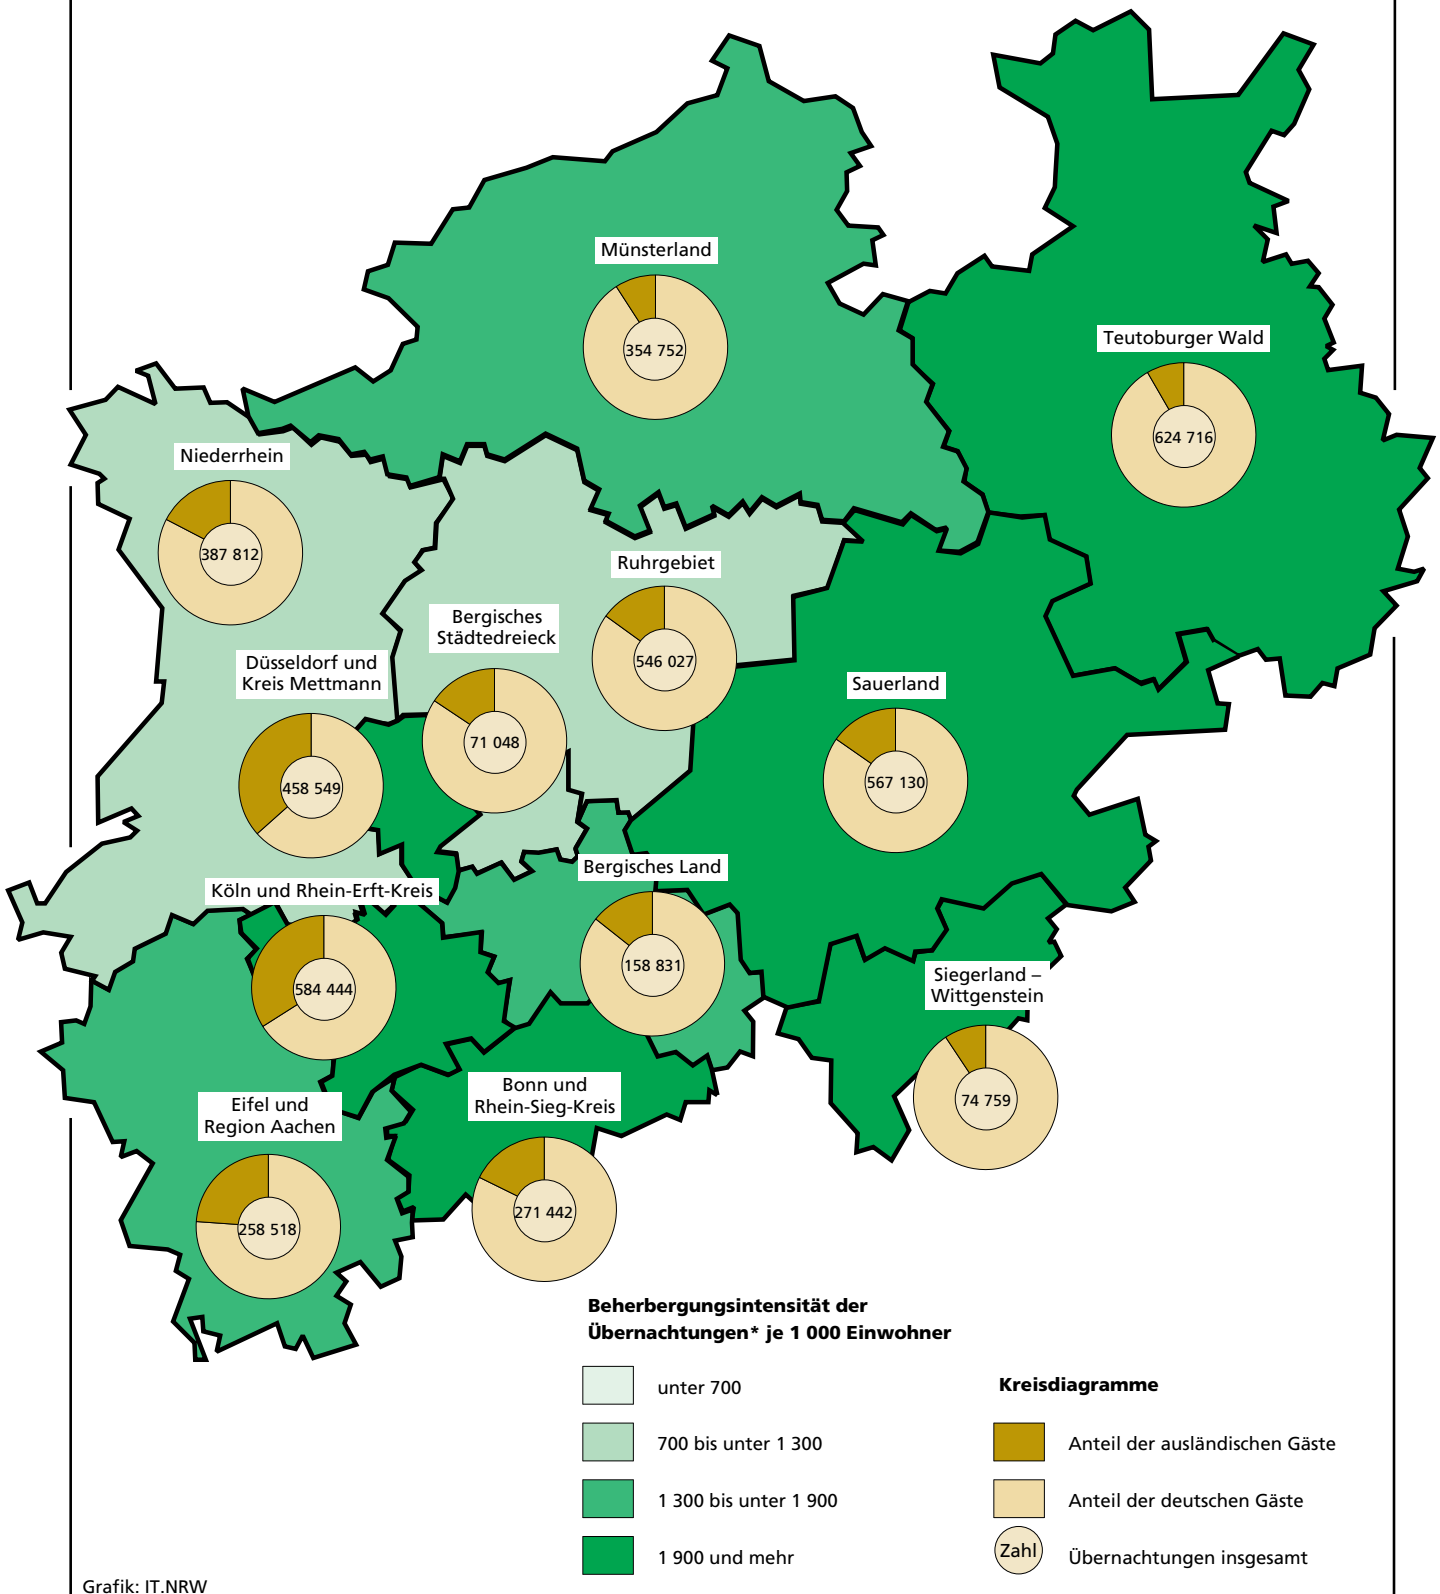 Münsterland
354 752
Teutoburger Wald
624 716
Niederrhein
387 812
Ruhrgebiet
546 027
Bergisches
Städtedreieck
71 048
Düsseldorf und
Kreis Mettmann
458 549
Sauerland
567 130
Bergisches Land
158 831
Köln und Rhein-Erft-Kreis
584 444
Siegerland –
Wittgenstein
74 759
Bonn und
Rhein-Sieg-Kreis
271 442
Eifel und
Region Aachen
258 518
Beherbergungsintensität der
Übernachtungen* je 1 000 Einwohner
unter 700
700 bis unter 1 300
1 300 bis unter 1 900
1 900 und mehr
Kreisdiagramme
Anteil der ausländischen Gäste
Anteil der deutschen Gäste
Zahl
Übernachtungen insgesamt
Grafik: IT.NRW